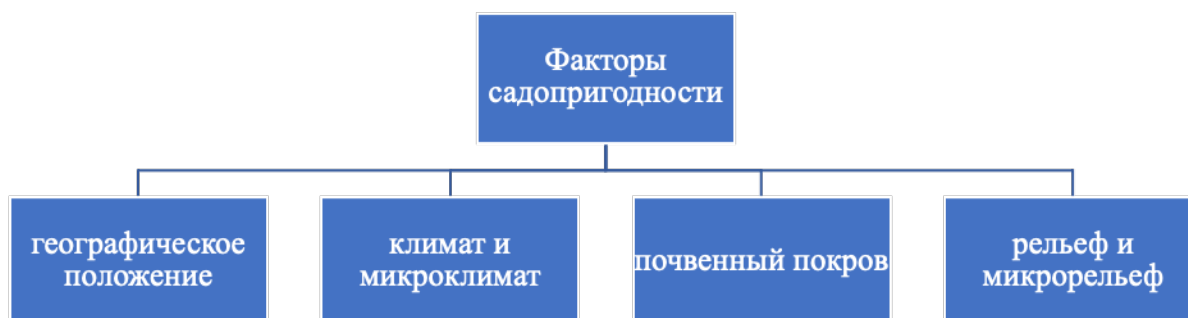 Факторы
садопригодности
географическое
положение
климат и
микроклимат
почвенный покров
рельеф и
микрорельеф